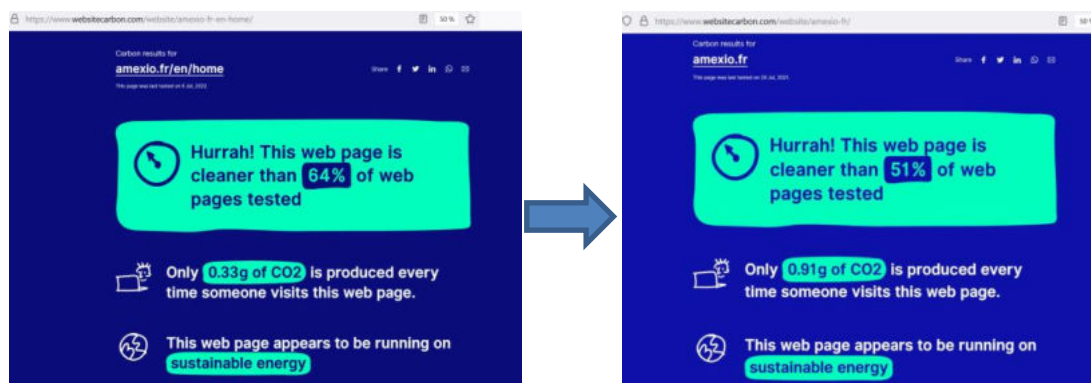 https://www.websitecarbon.com/website/amexio-fr-en-home/
50 %
Carbon results for
amexio.fr/en/home
Share
Hurrah! This web page is
cleaner than 64% of web
pages tested
Only 0.33g of CO2 is produced every
time someone visits this web page.
This web page appears to be running on
sustainable energy
https://www.websitecarbon.com/website/amexio-fr/
Carbon results for
amexio.fr
Share
Hurrah! This web page is
cleaner than 51% of web
pages tested
Only 0.91g of CO2 is produced every
time someone visits this web page.
This web page appears to be running on
sustainable energy